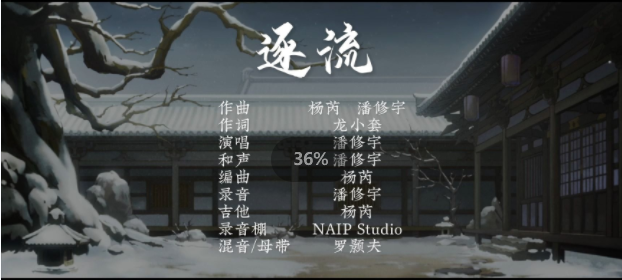 逐流
作曲 杨芮 潘修宇
作词 龙小套
演唱 潘修宇
和声 潘修宇
36%
编曲 杨芮
录音 潘修宇
吉他 杨芮
录音棚 NAIP Studio
混音/母带 罗颢夫